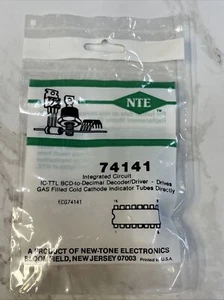 NTE
74141
Integrated Circuit
IC-TTL BCD-to-Decimal Decoder/Driver - Drives
GAS Filled Cold Cathode Indicator Tubes Directly
ECG74141
A PRODUCT OF NEW-TONE ELECTRONICS
BLOOMFIELD, NEW JERSEY 07003 Printed in U.S.A.